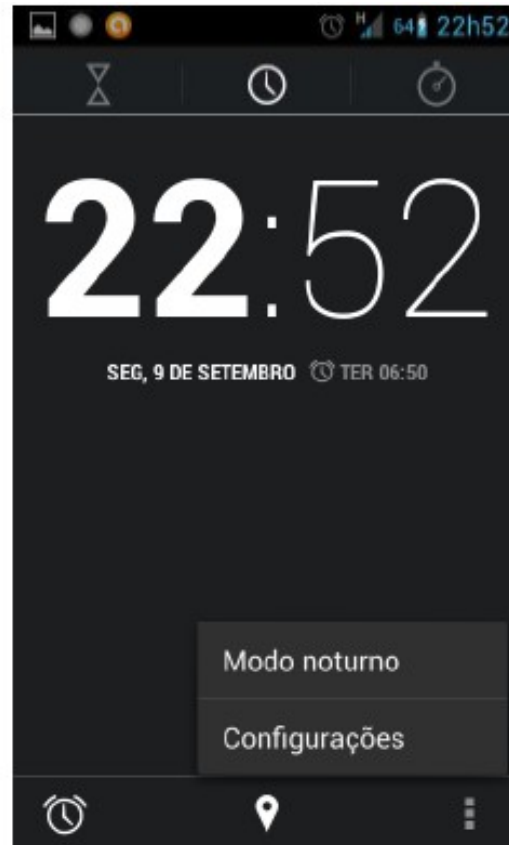 H 64 22h52
22:52
SEG, 9 DE SETEMBRO TER 06:50
Modo noturno
Configurações